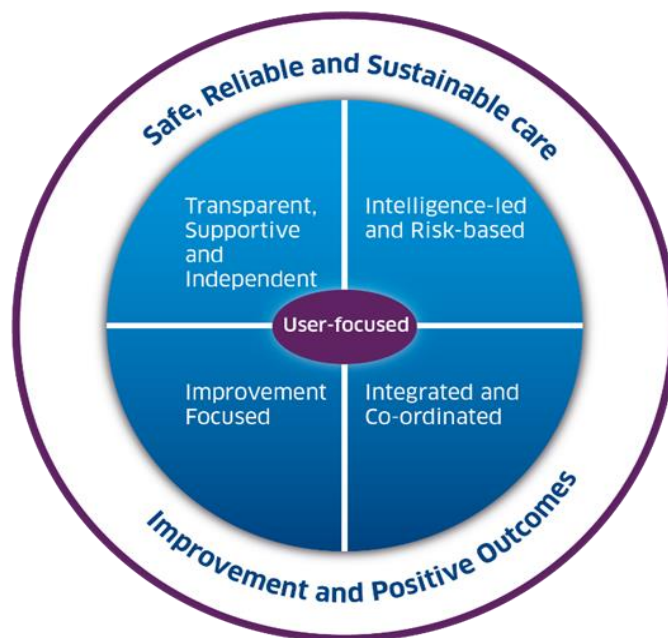 Safe, Reliable and Sustainable care
Transparent,
Supportive
and
Independent
Intelligence-led
and Risk-based
User-focused
Improvement
Focused
Integrated and
Co-ordinated
Improvement and Positive Outcomes